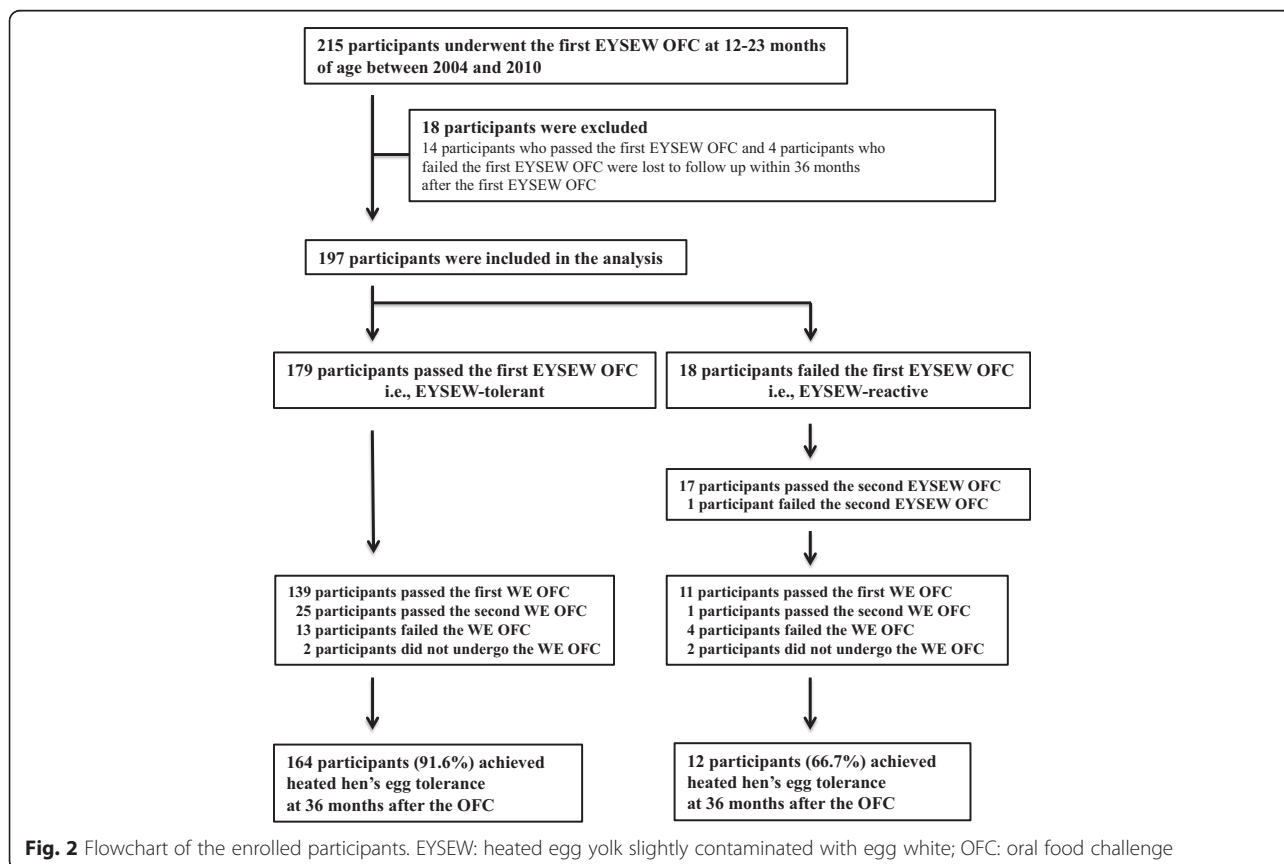 215 participants underwent the first EYSEW OFC at 12-23 months
of age between 2004 and 2010
18 participants were excluded
14 participants who passed the first EYSEW OFC and 4 participants who
failed the first EYSEW OFC were lost to follow up within 36 months
after the first EYSEW OFC
197 participants were included in the analysis
179 participants passed the first EYSEW OFC
i.e., EYSEW-tolerant
18 participants failed the first EYSEW OFC
i.e., EYSEW-reactive
17 participants passed the second EYSEW OFC
1 participant failed the second EYSEW OFC
139 participants passed the first WE OFC
25 participants passed the second WE OFC
13 participants failed the WE OFC
2 participants did not undergo the WE OFC
11 participants passed the first WE OFC
1 participants passed the second WE OFC
4 participants failed the WE OFC
2 participants did not undergo the WE OFC
164 participants (91.6%) achieved
heated hen's egg tolerance
at 36 months after the OFC
12 participants (66.7%) achieved
heated hen's egg tolerance
at 36 months after the OFC
Fig. 2 Flowchart of the enrolled participants. EYSEW: heated egg yolk slightly contaminated with egg white; OFC: oral food challenge